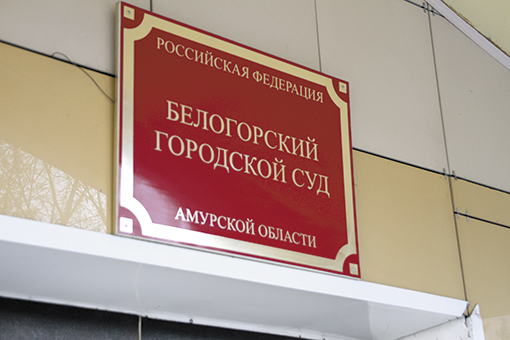 РОССИЙСКАЯ ФЕДЕРАЦИЯ
БЕЛОГОРСКИЙ
ГОРОДСКОЙ СУД
АМУРСКОЙ ОБЛАСТИ